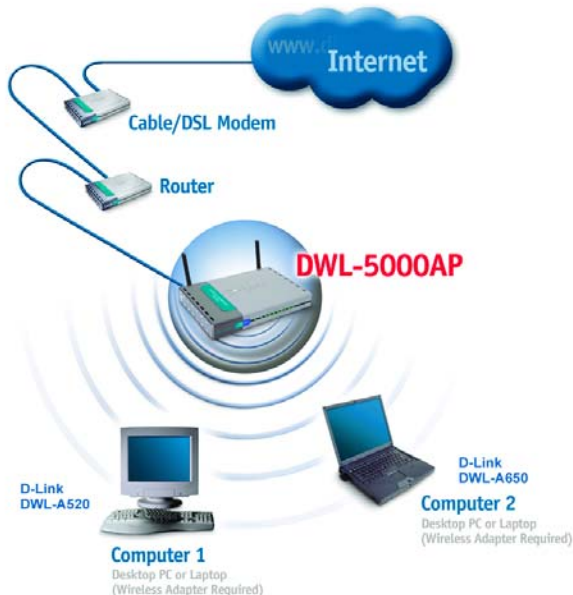 www.d
Internet
Cable/DSL Modem
Router
DWL-5000AP
D-Link
DWL-A520
Computer 1
Desktop PC or Laptop
(Wireless Adapter Required)
D-Link
DWL-A650
Computer 2
Desktop PC or Laptop
(Wireless Adapter Required)